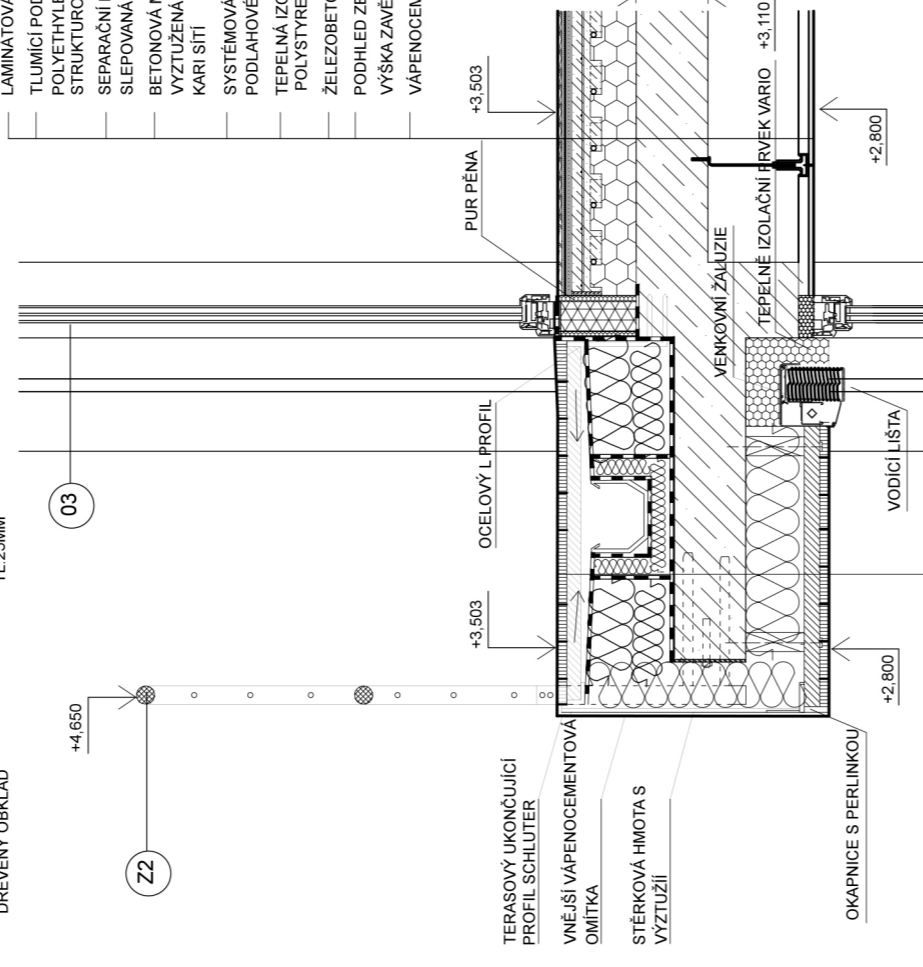 LAMINÁTOVÁ
TLUMÍCÍ POD
POLYETHYLE
STRUKTURO
SEPARAČNÍ
SLEPOVANÁ
BETONOVÁ
VYZTUŽENÁ
KARI SÍTÍ
SYSTÉMOVÁ
PODLAHOVÉ
TEPELNÁ IZO
POLYSTYRE
ŽELEZOBETO
PODHLED
VÝŠKA ZAVĚ
VÁPENOCEM
TL.25MM
DŘEVĚNÝ OBKLAD
03
Z2
+4,650
+3,503
+3,503
+3,110
+2,800
+2,800
PUR PĚNA
OCELOVÝ L PROFIL
VENKOVNÍ ŽALUZIE
TEPELNĚ IZOLAČNÍ PRVEK VARIO
VODÍCÍ LIŠTA
TERASOVÝ UKONČUJÍCÍ
PROFIL SCHLUTER
VNĚJŠÍ VÁPENOCEMENTOVÁ
OMÍTKA
STĚRKOVÁ HMOTA S
VÝZTUŽÍÍ
OKAPNICE S PERLINKOU